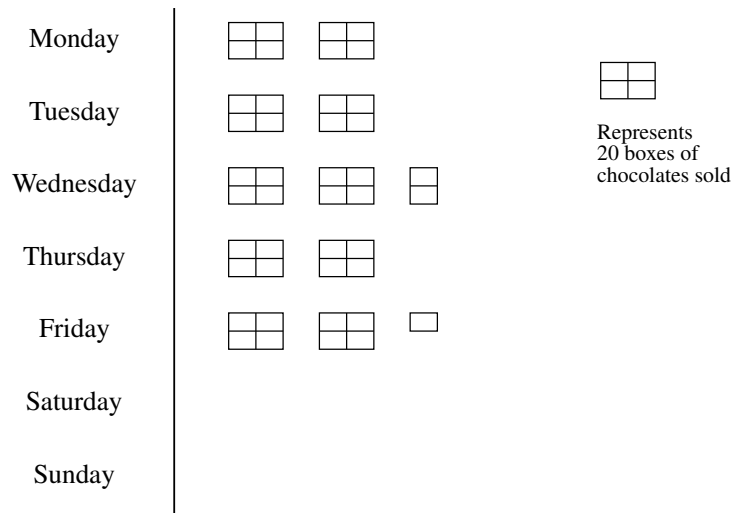 Monday
Tuesday
Represents
20 boxes of
chocolates sold
Wednesday
Thursday
Friday
Saturday
Sunday